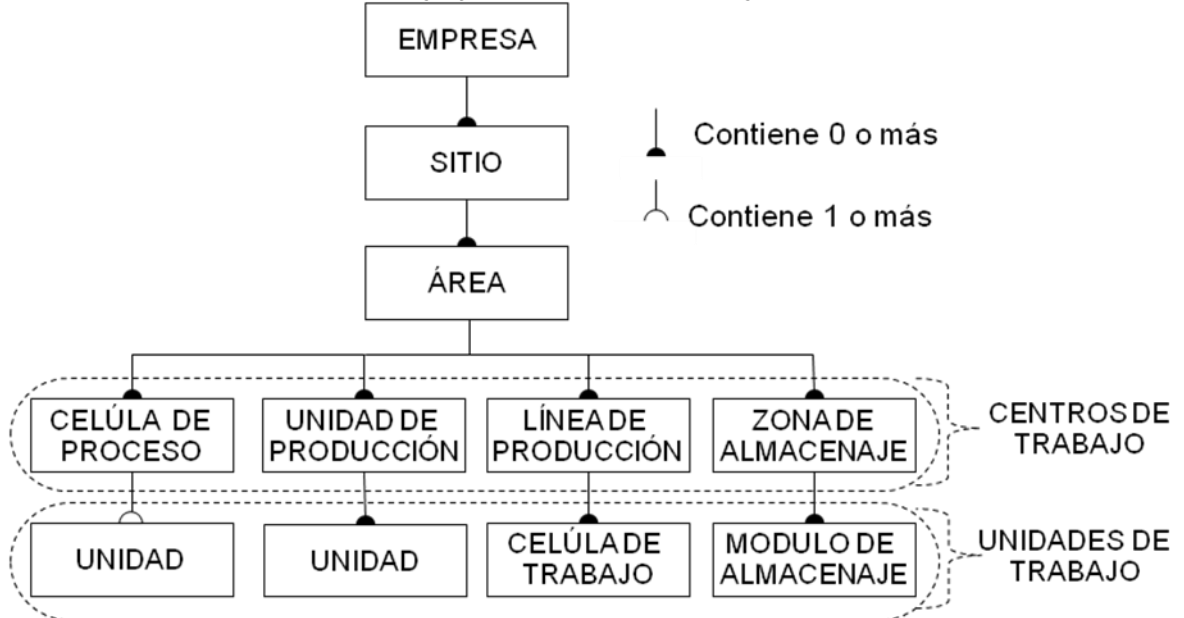 EMPRESA
SITIO
Contiene 0 o más
Contiene 1 o más
ÁREA
CELÚLA DE
PROCESO
UNIDAD DE
PRODUCCIÓN
LÍNEA DE
PRODUCCIÓN
ZONA DE
ALMACENAJE
CENTROS DE
TRABAJO
UNIDAD
UNIDAD
CELÚLA DE
TRABAJO
MODULO DE
ALMACENAJE
UNIDADES DE
TRABAJO